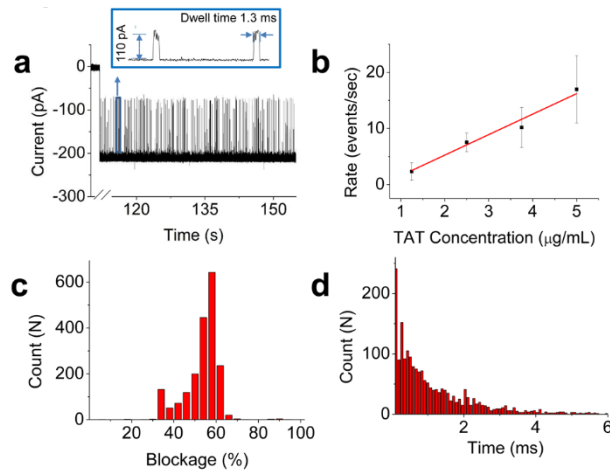 a
Dwell time 1.3 ms
110 pA
Current (pA)
0
-100
-200
-300
120
135
150
Time (s)
b
Rate (events/sec)
20
10
0
1
2
3
4
5
TAT Concentration (μg/mL)
c
Count (N)
600
400
200
0
20
40
60
80
100
Blockage (%)
d
Count (N)
200
100
0
2
4
6
Time (ms)